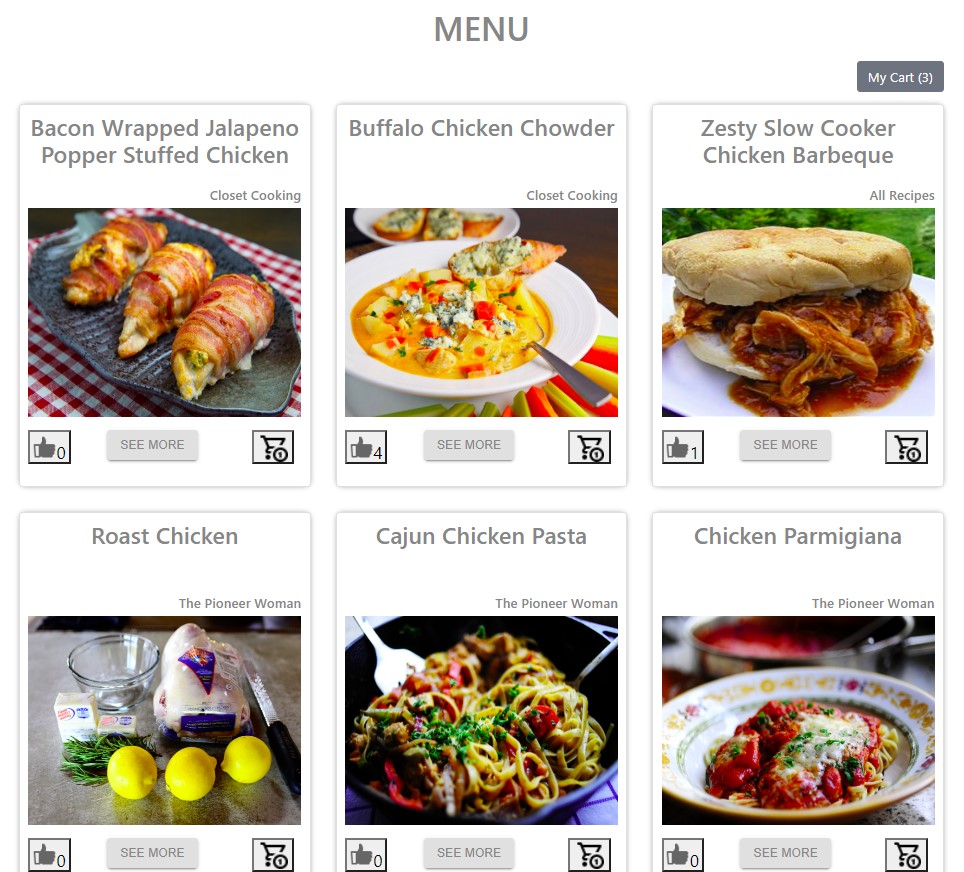 MENU
My Cart (3)
Bacon Wrapped Jalapeno
Popper Stuffed Chicken
Closet Cooking
0
SEE MORE
Buffalo Chicken Chowder
Closet Cooking
4
SEE MORE
Zesty Slow Cooker
Chicken Barbeque
All Recipes
1
SEE MORE
Roast Chicken
The Pioneer Woman
0
SEE MORE
Cajun Chicken Pasta
The Pioneer Woman
0
SEE MORE
Chicken Parmigiana
The Pioneer Woman
0
SEE MORE